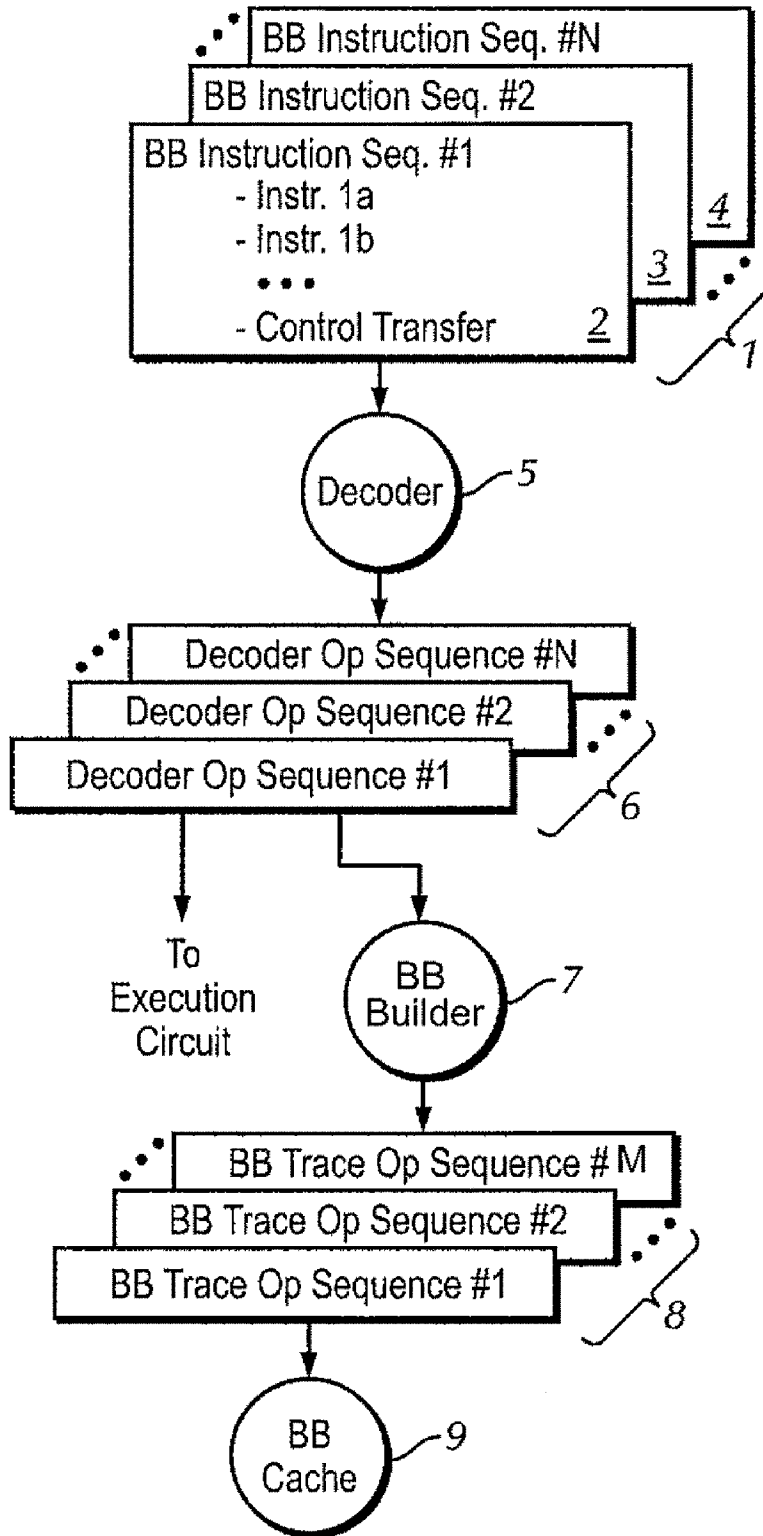 BB Instruction Seq. #N
BB Instruction Seq. #2
BB Instruction Seq. #1
- Instr. 1a
- Instr. 1b
• • •
- Control Transfer
2
3
4
1
Decoder
5
Decoder Op Sequence #N
Decoder Op Sequence #2
Decoder Op Sequence #1
6
To
Execution
Circuit
BB
Builder
7
BB Trace Op Sequence # M
BB Trace Op Sequence #2
BB Trace Op Sequence #1
8
BB
Cache
9